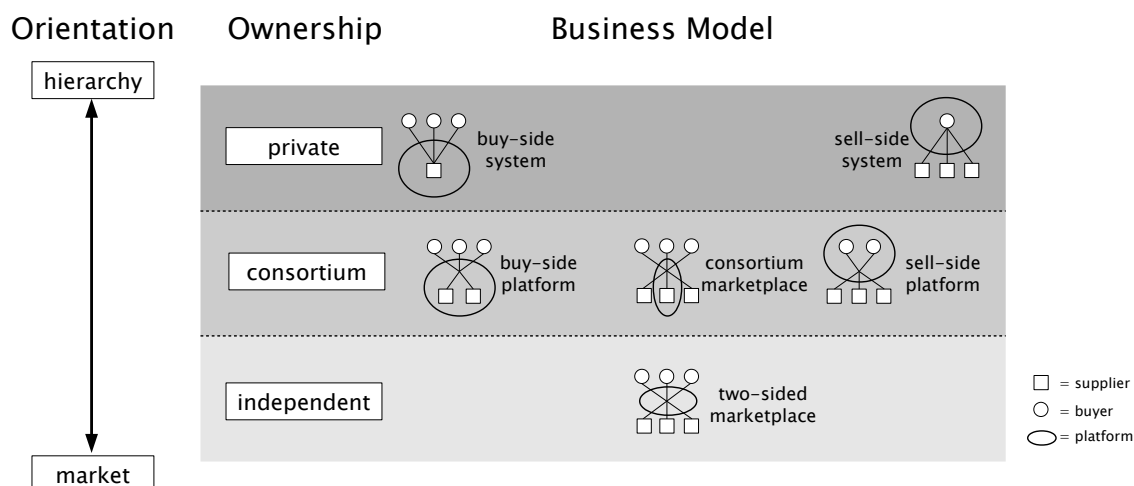 Orientation
Ownership
Business Model
hierarchy
private
buy-side
system
sell-side
system
consortium
buy-side
platform
consortium
marketplace
sell-side
platform
independent
two-sided
marketplace
= supplier
= buyer
= platform
market